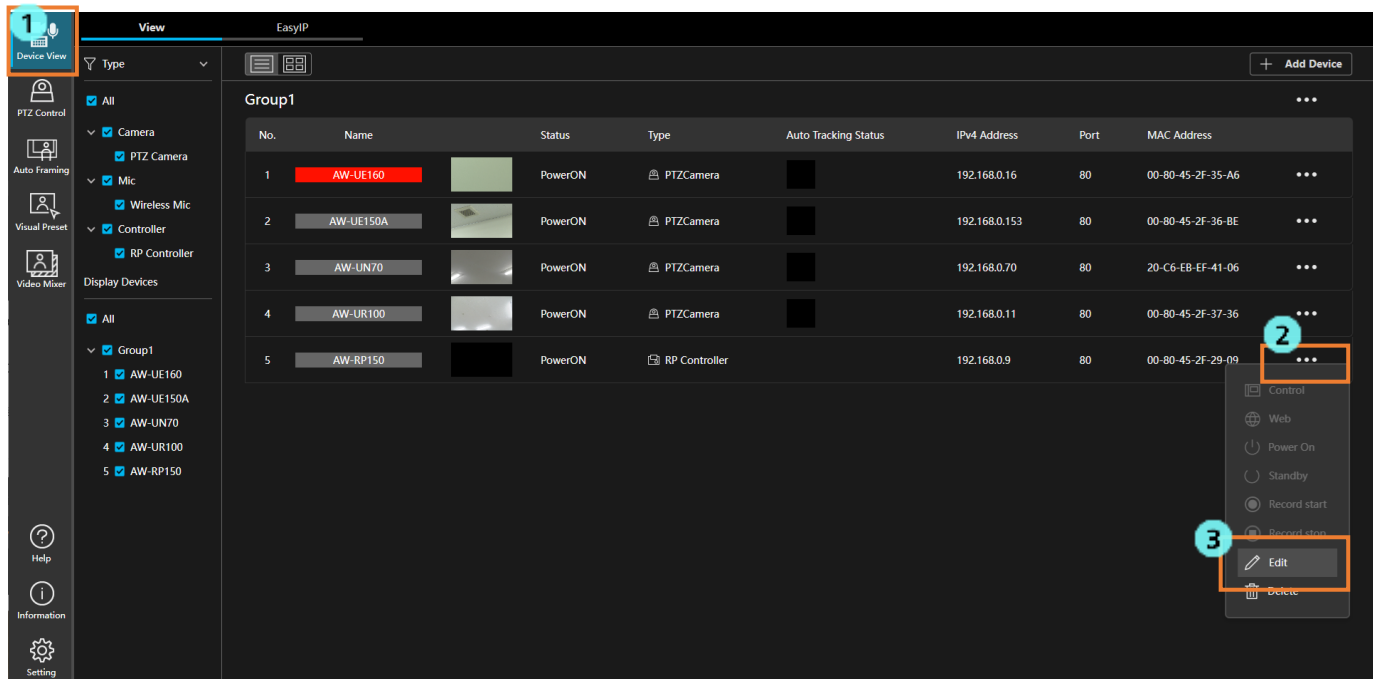 1
Device View
PTZ Control
Auto Framing
Visual Preset
Video Mixer
Help
Information
Setting
View
EasyIP
Type
All
Camera
PTZ Camera
Mic
Wireless Mic
Controller
RP Controller
Display Devices
All
Group1
1 AW-UE160
2 AW-UE150A
3 AW-UN70
4 AW-UR100
5 AW-RP150
+ Add Device
Group1
No. Name Status Type Auto Tracking Status IPv4 Address Port MAC Address
1 AW-UE160 PowerON PTZCamera 192.168.0.16 80 00-80-45-2F-35-A6
2 AW-UE150A PowerON PTZCamera 192.168.0.153 80 00-80-45-2F-36-BE
3 AW-UN70 PowerON PTZCamera 192.168.0.70 80 20-C6-EB-EF-41-06
4 AW-UR100 PowerON PTZCamera 192.168.0.11 80 00-80-45-2F-37-36
2
5 AW-RP150 PowerON RP Controller 192.168.0.9 80 00-80-45-2F-29-09
Control
Web
Power On
Standby
Record start
Record stop
3
Edit
Delete